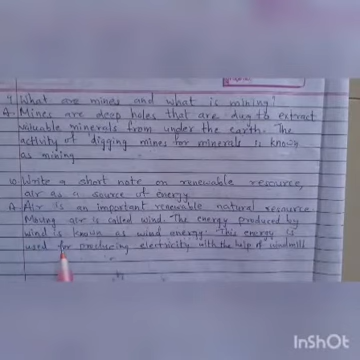 9. What are mines and what is mining?
A. Mines are deep holes that are dug to extract
valuable minerals from under the earth. The
activity of digging mines for minerals is known
as mining.
10. Write a short note on renewable resource,
air as a source of energy.
A. Air is an important renewable natural resource.
Moving air is called wind. The energy produced by
wind is known as wind energy. This energy is
used for producing electricity with the help of windmill
InShOt